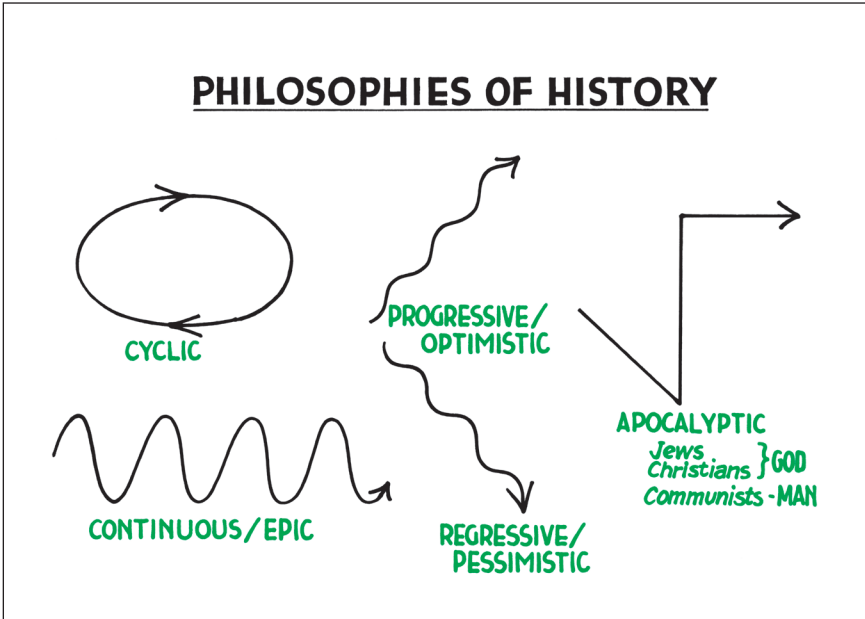 PHILOSOPHIES OF HISTORY
CYCLIC
PROGRESSIVE/
OPTIMISTIC
CONTINUOUS/EPIC
REGRESSIVE/
PESSIMISTIC
APOCALYPTIC
Jews
Christians } GOD
Communists - MAN